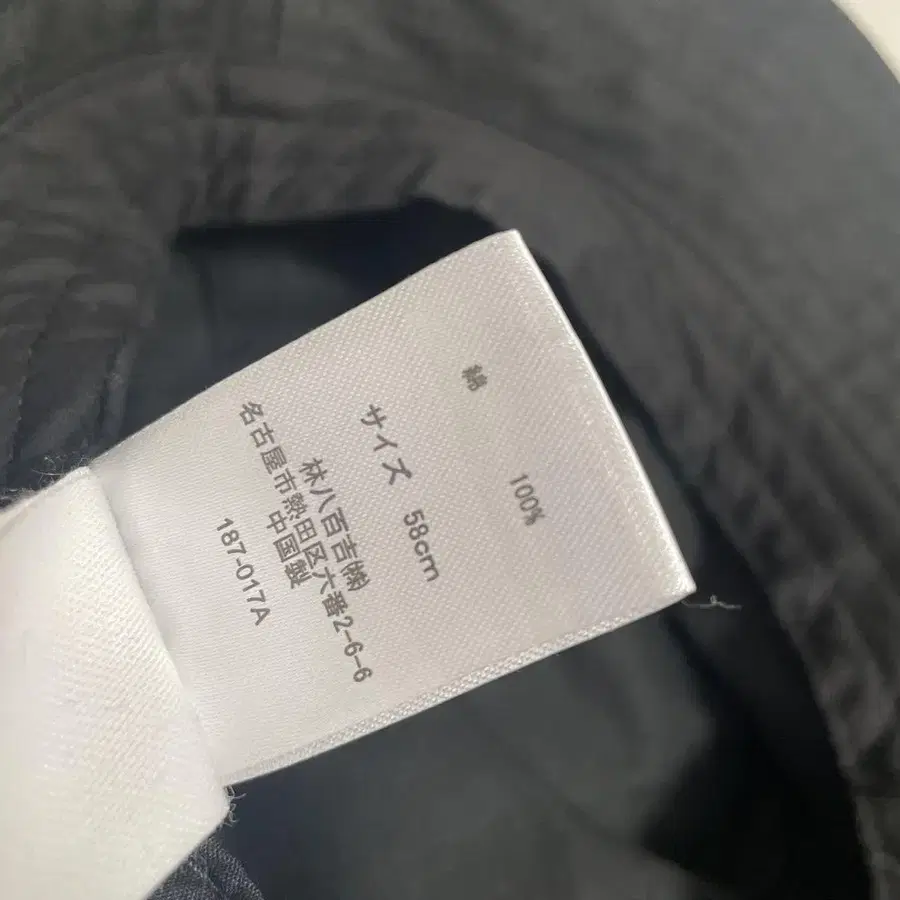 綿 100%
サイズ 58cm
林八百吉㈱
名古屋市熱田区六番2-6-6
中国製
187-017A